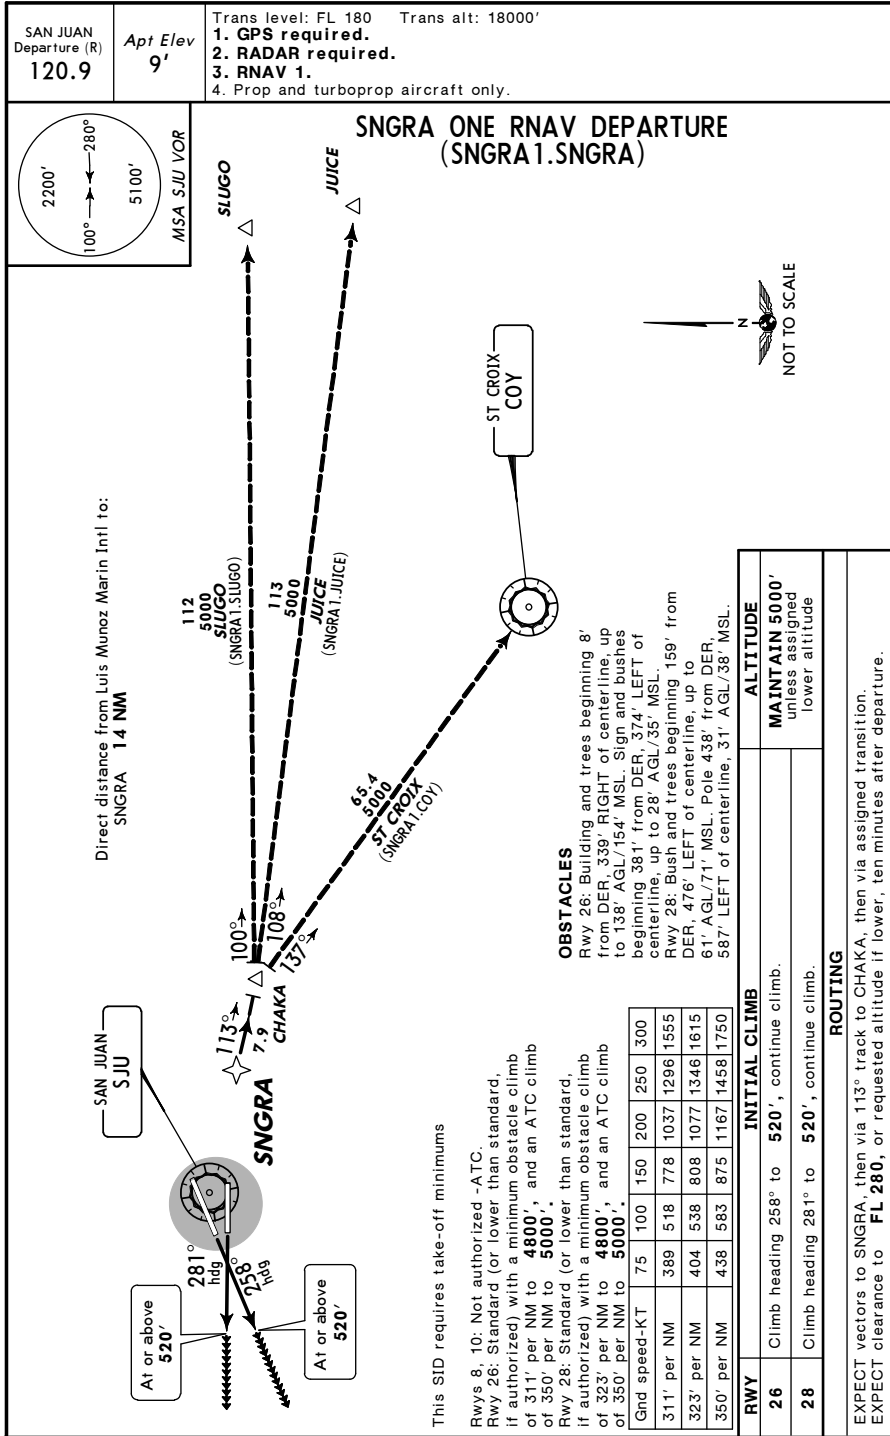 SAN JUAN
Departure (R)
120.9
Apt Elev
9'
Trans level: FL 180 Trans alt: 18000'
1. GPS required.
2. RADAR required.
3. RNAV 1.
4. Prop and turboprop aircraft only.
SNGRA ONE RNAV DEPARTURE
(SNGRA1.SNGRA)
2200'
100°
280°
5100'
MSA SJU VOR
SLUGO
JUICE
NOT TO SCALE
N
ST CROIX
COY
Direct distance from Luis Munoz Marin Intl to:
SNGRA 14 NM
112
5000
SLUGO
(SNGRA1.SLUGO)
113
5000
JUICE
(SNGRA1.JUICE)
65.4
5000
ST CROIX
(SNGRA1.COY)
100°
108°
137°
CHAKA
113°
7.9
SNGRA
SAN JUAN
SJU
281°
hdg
258°
hdg
At or above
520'
At or above
520'
OBSTACLES
Rwy 26: Building and trees beginning 8'
from DER, 339' RIGHT of centerline, up
to 138' AGL/154' MSL. Sign and bushes
beginning 381' from DER, 374' LEFT of
centerline, up to 28' AGL/35' MSL.
Rwy 28: Bush and trees beginning 159' from
DER, 476' LEFT of centerline, up to
61' AGL/71' MSL. Pole 438' from DER,
587' LEFT of centerline, 31' AGL/38' MSL.
This SID requires take-off minimums
Rwys 8, 10: Not authorized -ATC.
Rwy 26: Standard (or lower than standard,
if authorized) with a minimum obstacle climb
of 311' per NM to 4800', and an ATC climb
of 350' per NM to 5000'.
Rwy 28: Standard (or lower than standard,
if authorized) with a minimum obstacle climb
of 323' per NM to 4800', and an ATC climb
of 350' per NM to 5000'.
Gnd speed-KT 75 100 150 200 250 300
311' per NM 389 518 778 1037 1296 1555
323' per NM 404 538 808 1077 1346 1615
350' per NM 438 583 875 1167 1458 1750
RWY INITIAL CLIMB ALTITUDE
26 Climb heading 258° to 520', continue climb.
28 Climb heading 281° to 520', continue climb.
MAINTAIN 5000'
unless assigned
lower altitude
ROUTING
EXPECT vectors to SNGRA, then via 113° track to CHAKA, then via assigned transition.
EXPECT clearance to FL 280, or requested altitude if lower, ten minutes after departure.